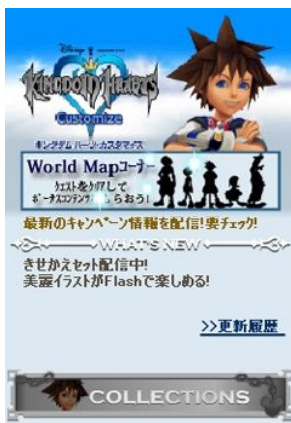 Disney
KINGDOM HEARTS
Customize
キングダム ハーツ・カスタマイズ
World Mapコーナー
クエストをクリアして
ボーナスコンテンツをもらおう!
最新のキャンペーン情報を配信!要チェック!
WHAT'S NEW
きせかえセット配信中!
美麗イラストがFlashで楽しめる!
>>更新履歴
COLLECTIONS